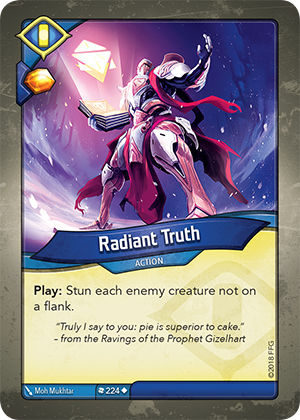 Radiant Truth
ACTION
Play: Stun each enemy creature not on
a flank.
"Truly I say to you: pie is superior to cake."
– from the Ravings of the Prophet Gizelhart
Moh Mukhtar
224
©2018 FFG